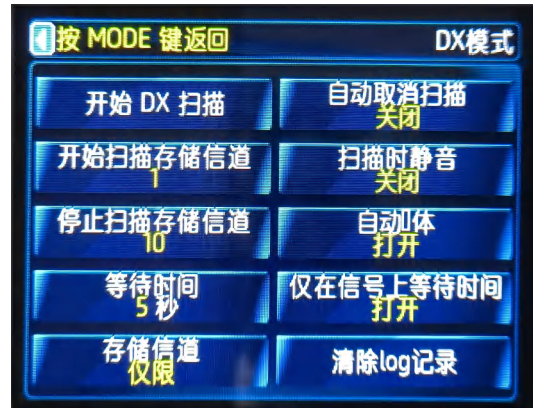 按 MODE 键返回
DX模式
开始 DX 扫描
自动取消扫描
关闭
开始扫描存储信道
1
扫描时静音
关闭
停止扫描存储信道
10
自动体
打开
等待时间
5 秒
仅在信号上等待时间
打开
存储信道
仅限
清除log记录